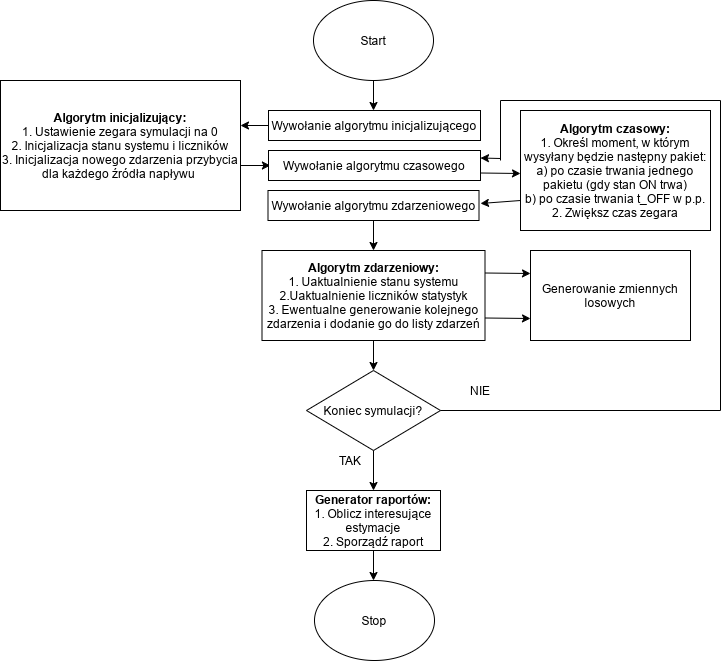 Start
Algorytm inicjalizujący:
1. Ustawienie zegara symulacji na 0
2. Inicjalizacja stanu systemu i liczników
3. Inicjalizacja nowego zdarzenia przybycia
dla każdego źródła napływu
Wywołanie algorytmu inicjalizującego
Wywołanie algorytmu czasowego
Wywołanie algorytmu zdarzeniowego
Algorytm czasowy:
1. Określ moment, w którym
wysyłany będzie następny pakiet:
a) po czasie trwania jednego
pakietu (gdy stan ON trwa)
b) po czasie trwania t_OFF w p.p.
2. Zwiększ czas zegara
Algorytm zdarzeniowy:
1. Uaktualnienie stanu systemu
2.Uaktualnienie liczników statystyk
3. Ewentualne generowanie kolejnego
zdarzenia i dodanie go do listy zdarzeń
Generowanie zmiennych
losowych
Koniec symulacji?
NIE
TAK
Generator raportów:
1. Oblicz interesujące
estymacje
2. Sporządź raport
Stop